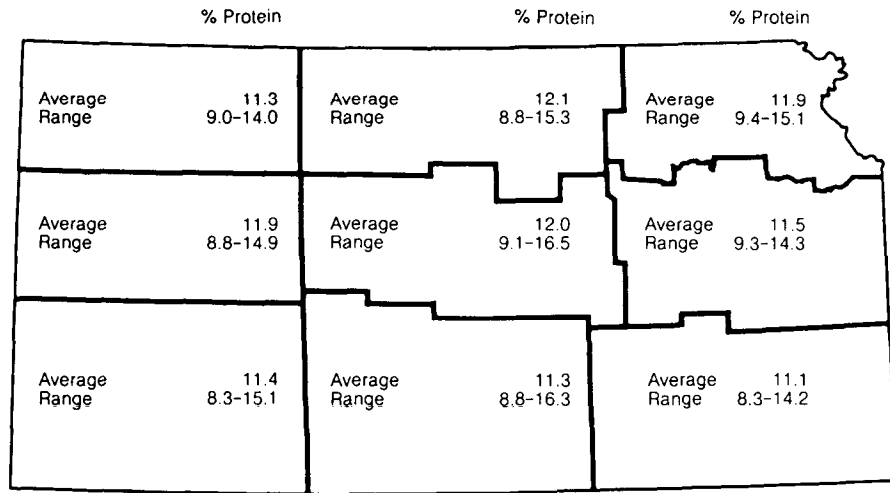 % Protein % Protein % Protein
Average 11.3 Average 12.1 Average 11.9
Range 9.0–14.0 Range 8.8–15.3 Range 9.4–15.1
Average 11.9 Average 12.0 Average 11.5
Range 8.8–14.9 Range 9.1–16.5 Range 9.3–14.3
Average 11.4 Average 11.3 Average 11.1
Range 8.3–15.1 Range 8.8–16.3 Range 8.3–14.2